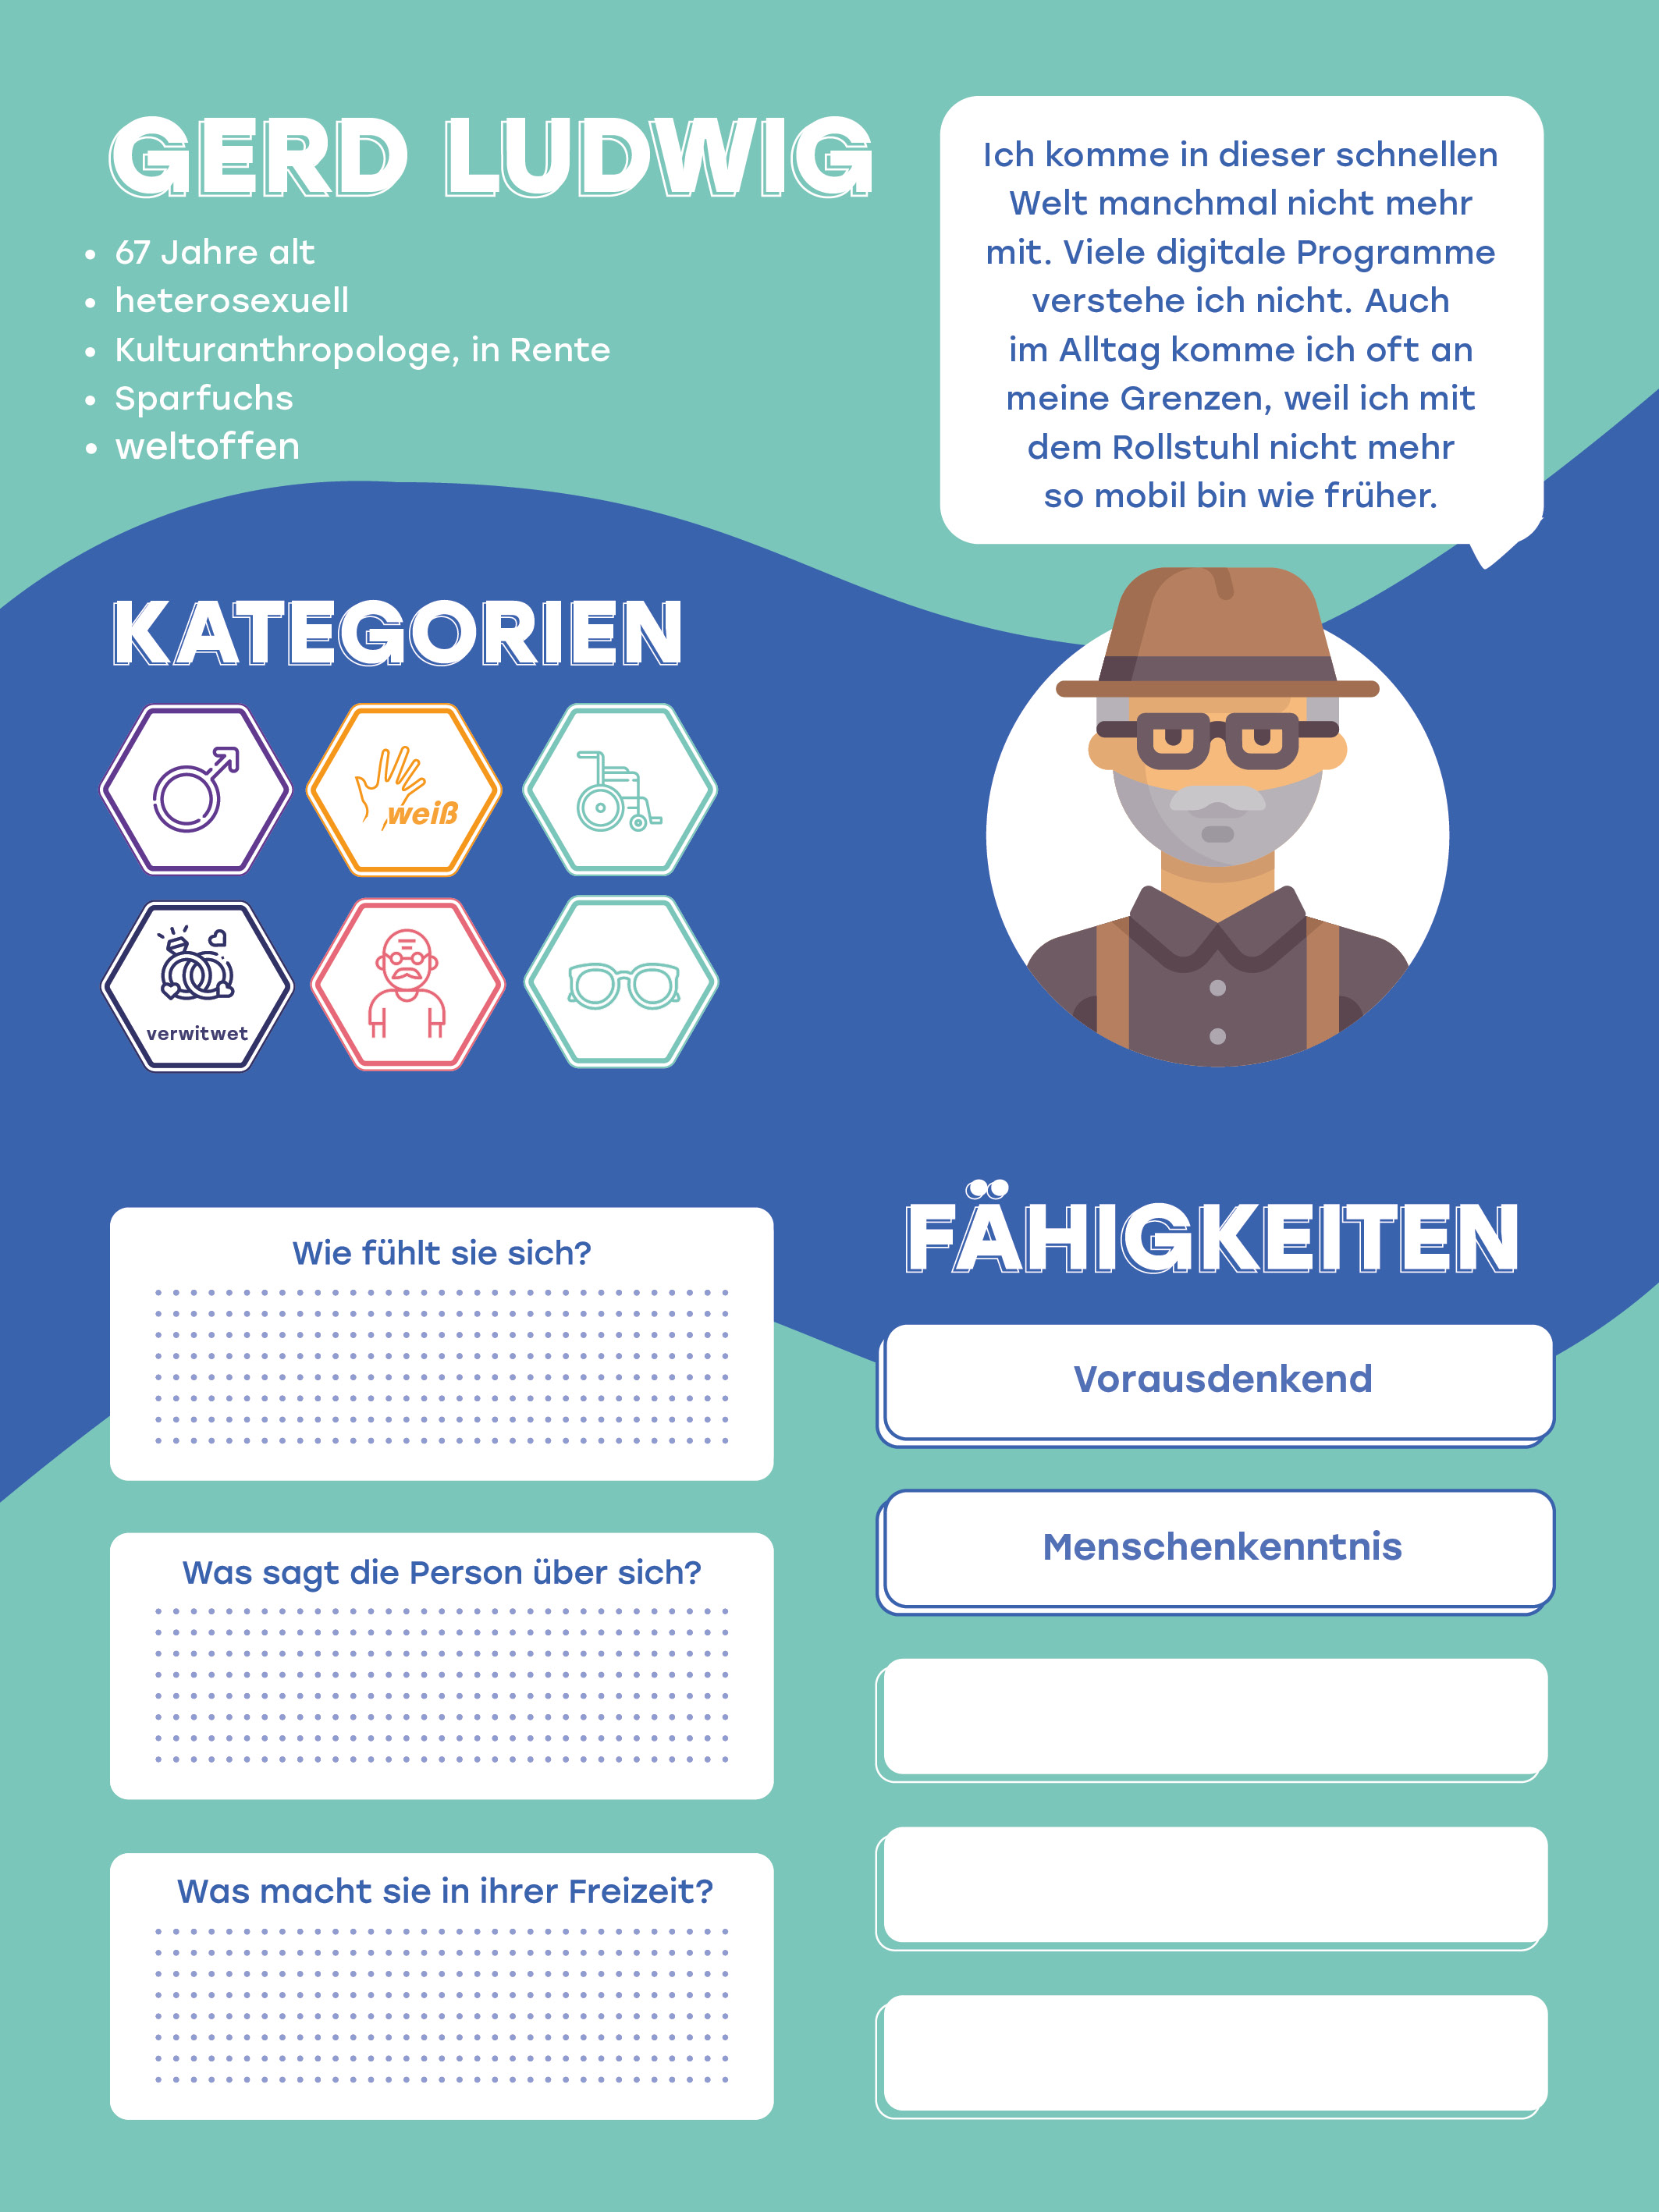 GERD LUDWIG
• 67 Jahre alt
• heterosexuell
• Kulturanthropologe, in Rente
• Sparfuchs
• weltoffen
Ich komme in dieser schnellen
Welt manchmal nicht mehr
mit. Viele digitale Programme
verstehe ich nicht. Auch
im Alltag komme ich oft an
meine Grenzen, weil ich mit
dem Rollstuhl nicht mehr
so mobil bin wie früher.
KATEGORIEN
weiß
verwitwet
Wie fühlt sie sich?
Was sagt die Person über sich?
Was macht sie in ihrer Freizeit?
FÄHIGKEITEN
Vorausdenkend
Menschenkenntnis